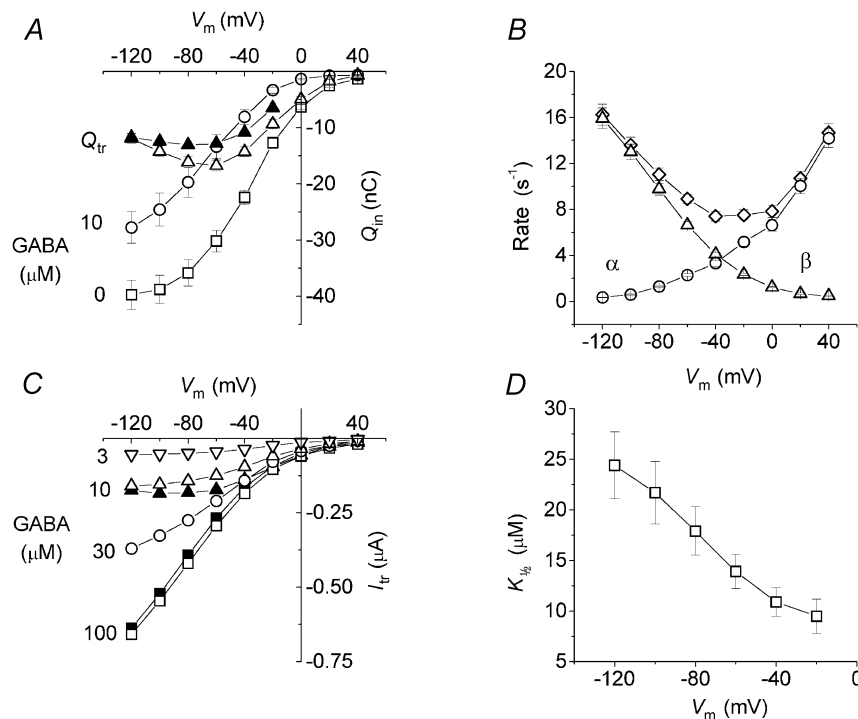 A
V_m (mV)
-120 -80 -40 0 40
Q_tr
10
GABA
(μM)
0
-10
-20
-30
-40
Q_in (nC)
B
20
16
12
8
4
0
Rate (s⁻¹)
α
β
-120 -80 -40 0 40
V_m (mV)
C
V_m (mV)
-120 -80 -40 0 40
3
10
GABA
(μM)
30
100
-0.25
-0.50
-0.75
I_tr (μA)
D
30
25
20
15
10
5
K_½ (μM)
-120 -80 -40 0
V_m (mV)